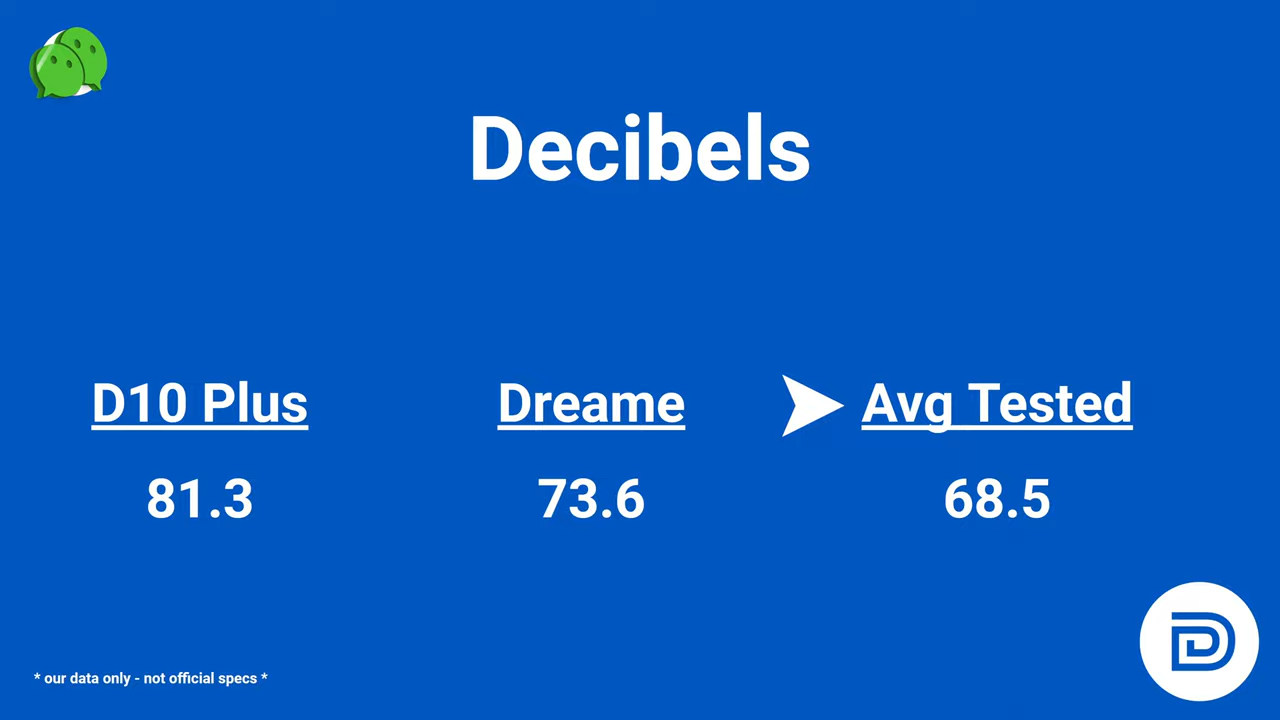 Decibels
D10 Plus
Dreame
Avg Tested
81.3
73.6
68.5
* our data only - not official specs *